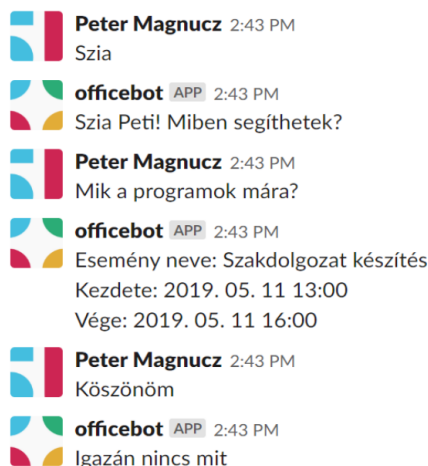 Peter Magnucz 2:43 PM
Szia
officebot APP 2:43 PM
Szia Peti! Miben segíthetek?
Peter Magnucz 2:43 PM
Mik a programok mára?
officebot APP 2:43 PM
Esemény neve: Szakdolgozat készítés
Kezdete: 2019. 05. 11 13:00
Vége: 2019. 05. 11 16:00
Peter Magnucz 2:43 PM
Köszönöm
officebot APP 2:43 PM
Igazán nincs mit